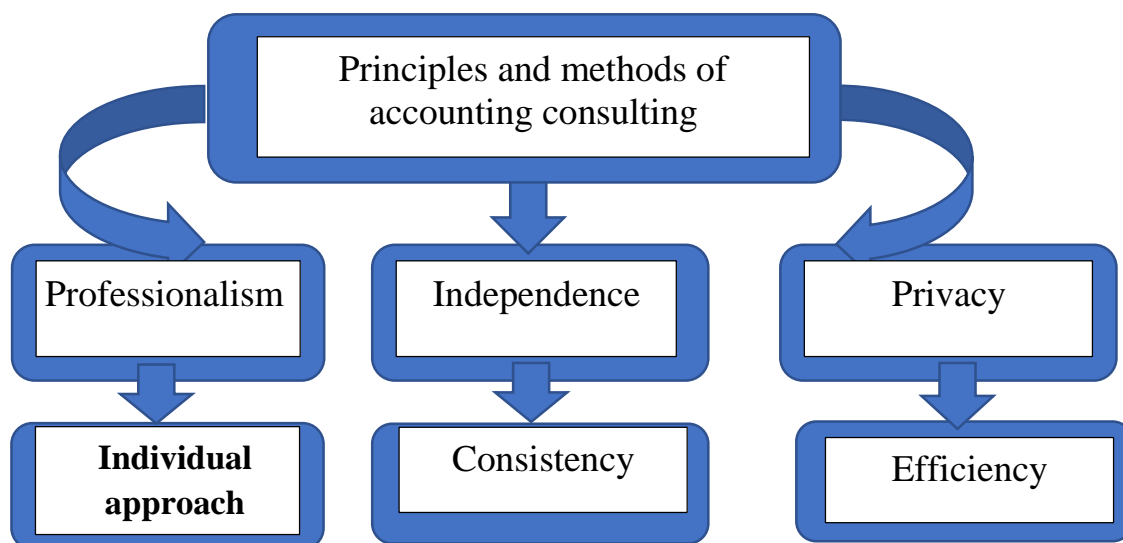 Principles and methods of
accounting consulting
Professionalism
Independence
Privacy
Individual
approach
Consistency
Efficiency